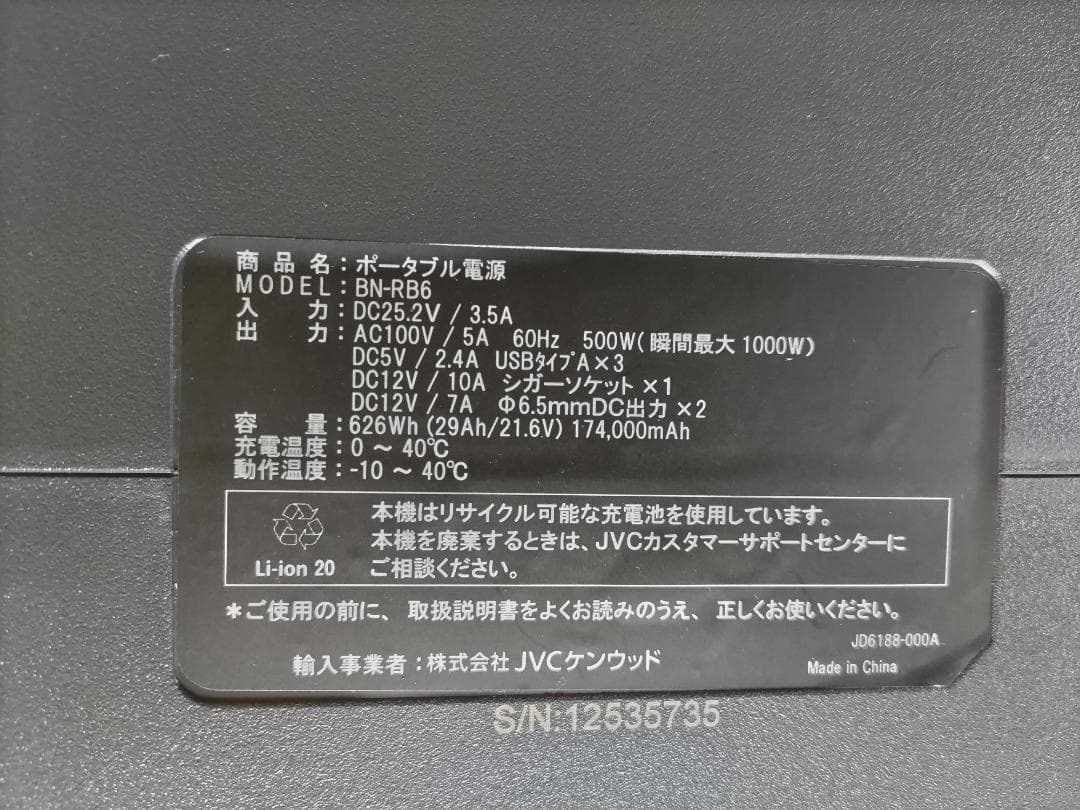 商品名：ポータブル電源
MODEL：BN-RB6
入力：DC25.2V / 3.5A
出力：AC100V / 5A 60Hz 500W(瞬間最大1000W)
DC5V / 2.4A USBﾀｲﾌﾟA×3
DC12V / 10A シガーソケット ×1
DC12V / 7A Φ6.5mmDC出力 ×2
容量：626Wh (29Ah/21.6V) 174,000mAh
充電温度：0 ～ 40℃
動作温度：-10 ～ 40℃
本機はリサイクル可能な充電池を使用しています。
本機を廃棄するときは、JVCカスタマーサポートセンターに
ご相談ください。
Li-ion 20
＊ご使用の前に、取扱説明書をよくお読みのうえ、正しくお使いください。
JD6188-000A
輸入事業者：株式会社 JVCケンウッド
Made in China
S/N:12535735